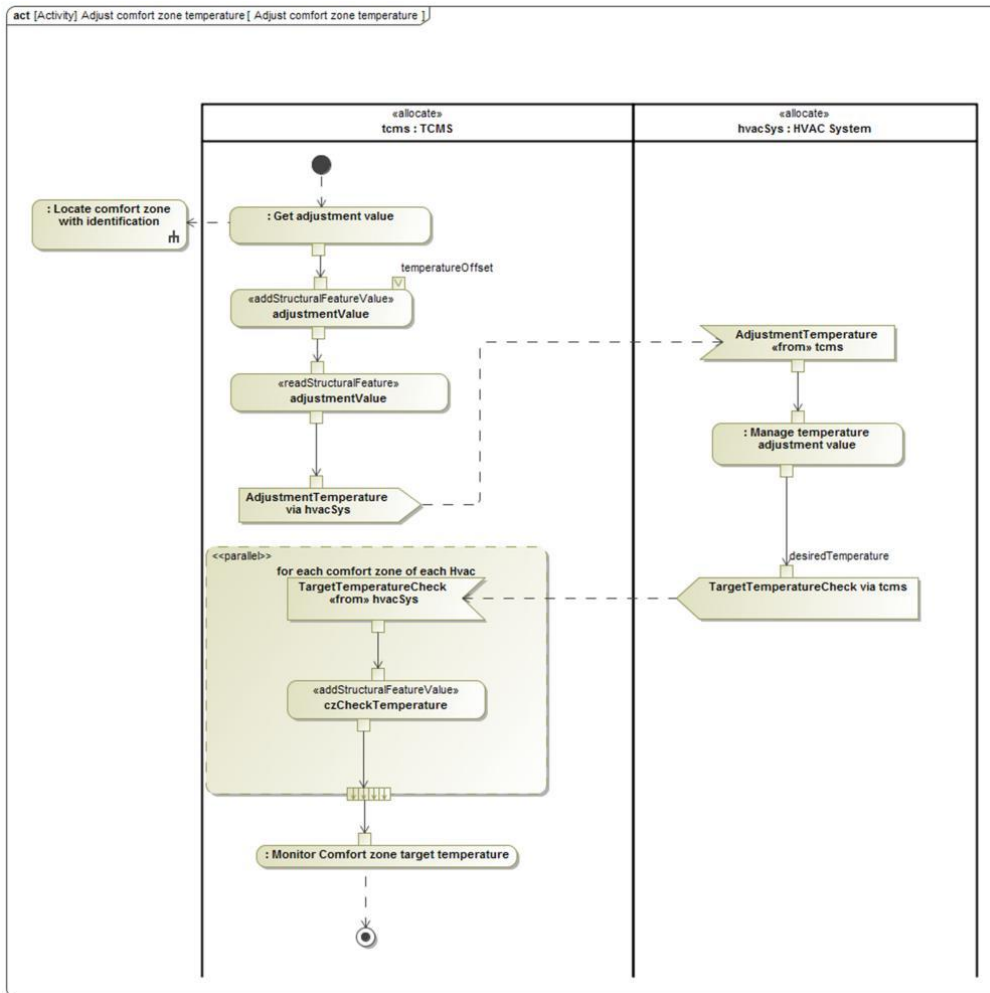 act [Activity] Adjust comfort zone temperature [ Adjust comfort zone temperature ]
«allocate»
tcms : TCMS
«allocate»
hvacSys : HVAC System
: Locate comfort zone
with identification
: Get adjustment value
temperatureOffset
V
«addStructuralFeatureValue»
adjustmentValue
AdjustmentTemperature
«from» tcms
«readStructuralFeature»
adjustmentValue
: Manage temperature
adjustment value
AdjustmentTemperature
via hvacSys
<<parallel>>
for each comfort zone of each Hvac
desiredTemperature
TargetTemperatureCheck
«from» hvacSys
TargetTemperatureCheck via tcms
«addStructuralFeatureValue»
czCheckTemperature
: Monitor Comfort zone target temperature